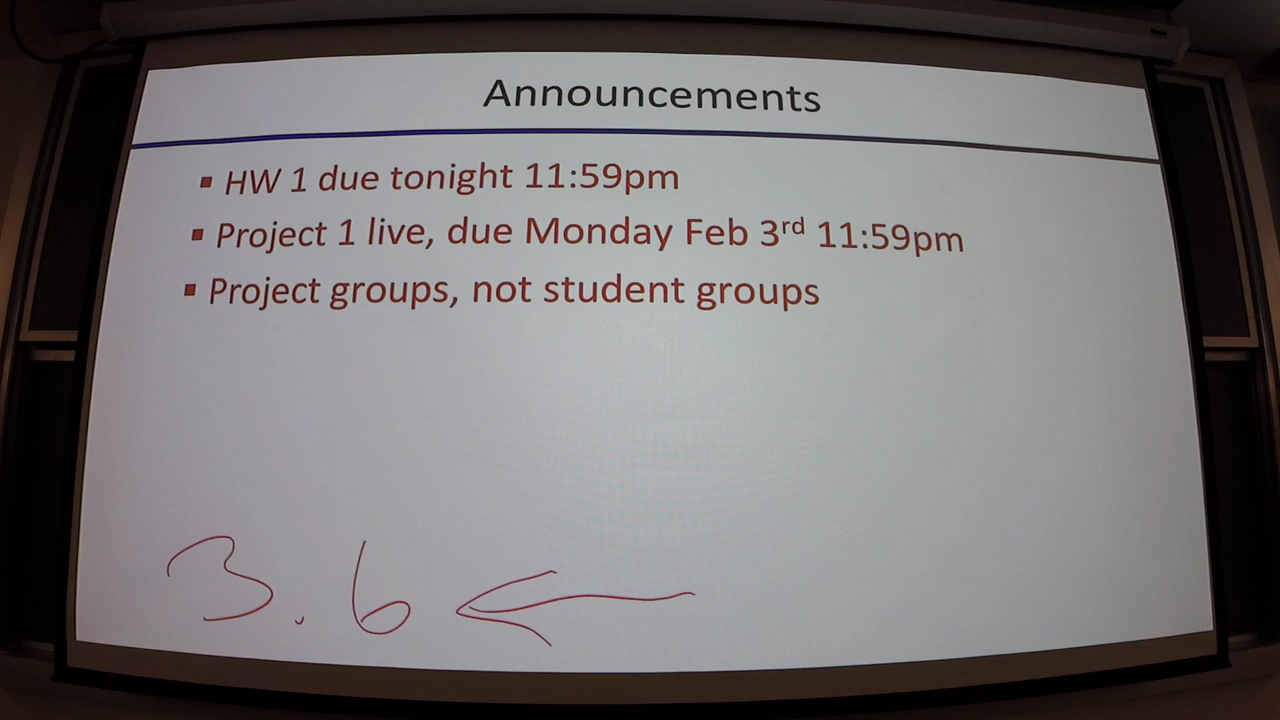 Announcements
▪ HW 1 due tonight 11:59pm
▪ Project 1 live, due Monday Feb 3rd 11:59pm
▪ Project groups, not student groups
3.6 ←